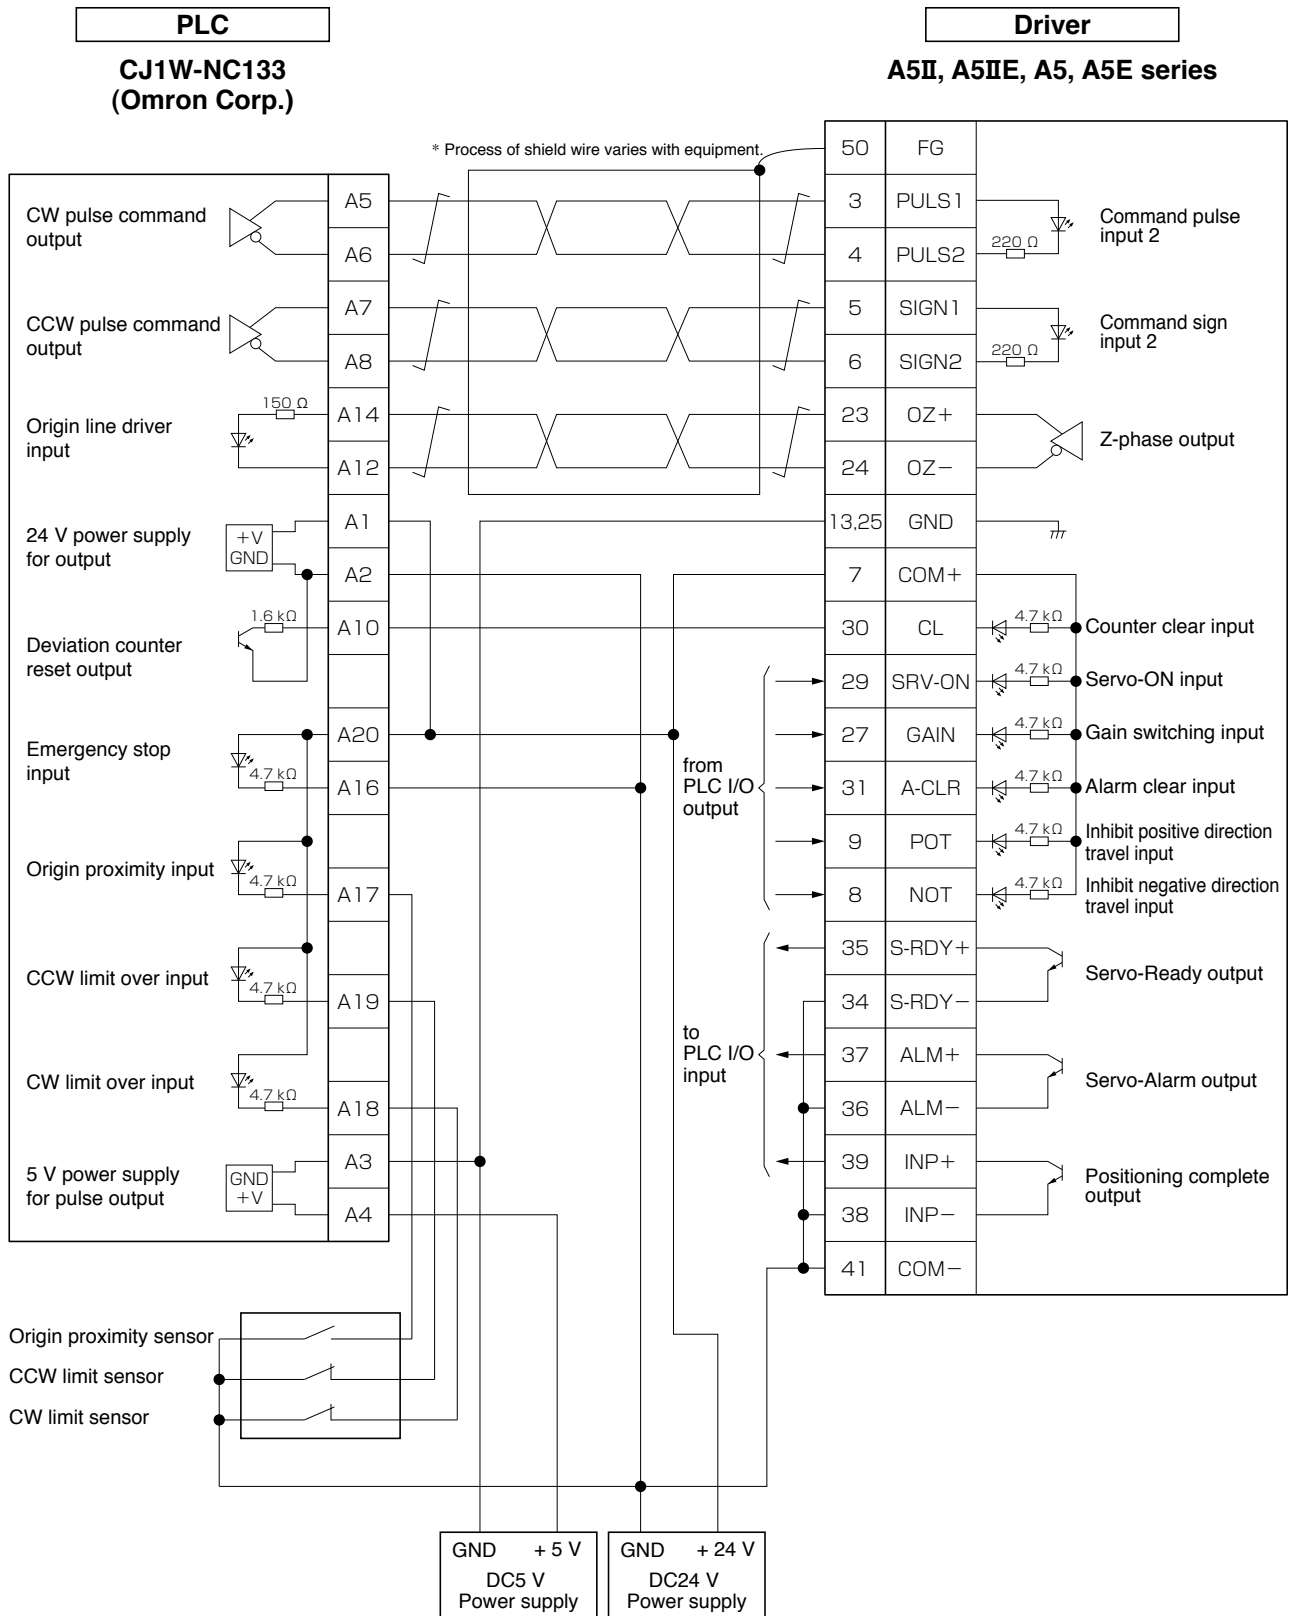 PLC
Driver
CJ1W-NC133
(Omron Corp.)
A5II, A5IIE, A5, A5E series
* Process of shield wire varies with equipment.
CW pulse command
output
A5
A6
CCW pulse command
output
A7
A8
Origin line driver
input
150 Ω
A14
A12
24 V power supply
for output
+V
GND
A1
A2
Deviation counter
reset output
1.6 kΩ
A10
Emergency stop
input
4.7 kΩ
A20
A16
Origin proximity input
4.7 kΩ
A17
CCW limit over input
4.7 kΩ
A19
CW limit over input
4.7 kΩ
A18
5 V power supply
for pulse output
GND
+V
A3
A4
50 FG
3 PULS1
4 PULS2
220 Ω
Command pulse
input 2
5 SIGN1
6 SIGN2
220 Ω
Command sign
input 2
23 OZ+
24 OZ−
Z-phase output
13,25 GND
7 COM+
30 CL 4.7 kΩ Counter clear input
29 SRV-ON 4.7 kΩ Servo-ON input
27 GAIN 4.7 kΩ Gain switching input
31 A-CLR 4.7 kΩ Alarm clear input
9 POT 4.7 kΩ Inhibit positive direction
travel input
8 NOT 4.7 kΩ Inhibit negative direction
travel input
from
PLC I/O
output
35 S-RDY+
34 S-RDY−
Servo-Ready output
37 ALM+
36 ALM−
Servo-Alarm output
39 INP+
38 INP−
Positioning complete
output
41 COM−
to
PLC I/O
input
Origin proximity sensor
CCW limit sensor
CW limit sensor
GND + 5 V
DC5 V
Power supply
GND + 24 V
DC24 V
Power supply